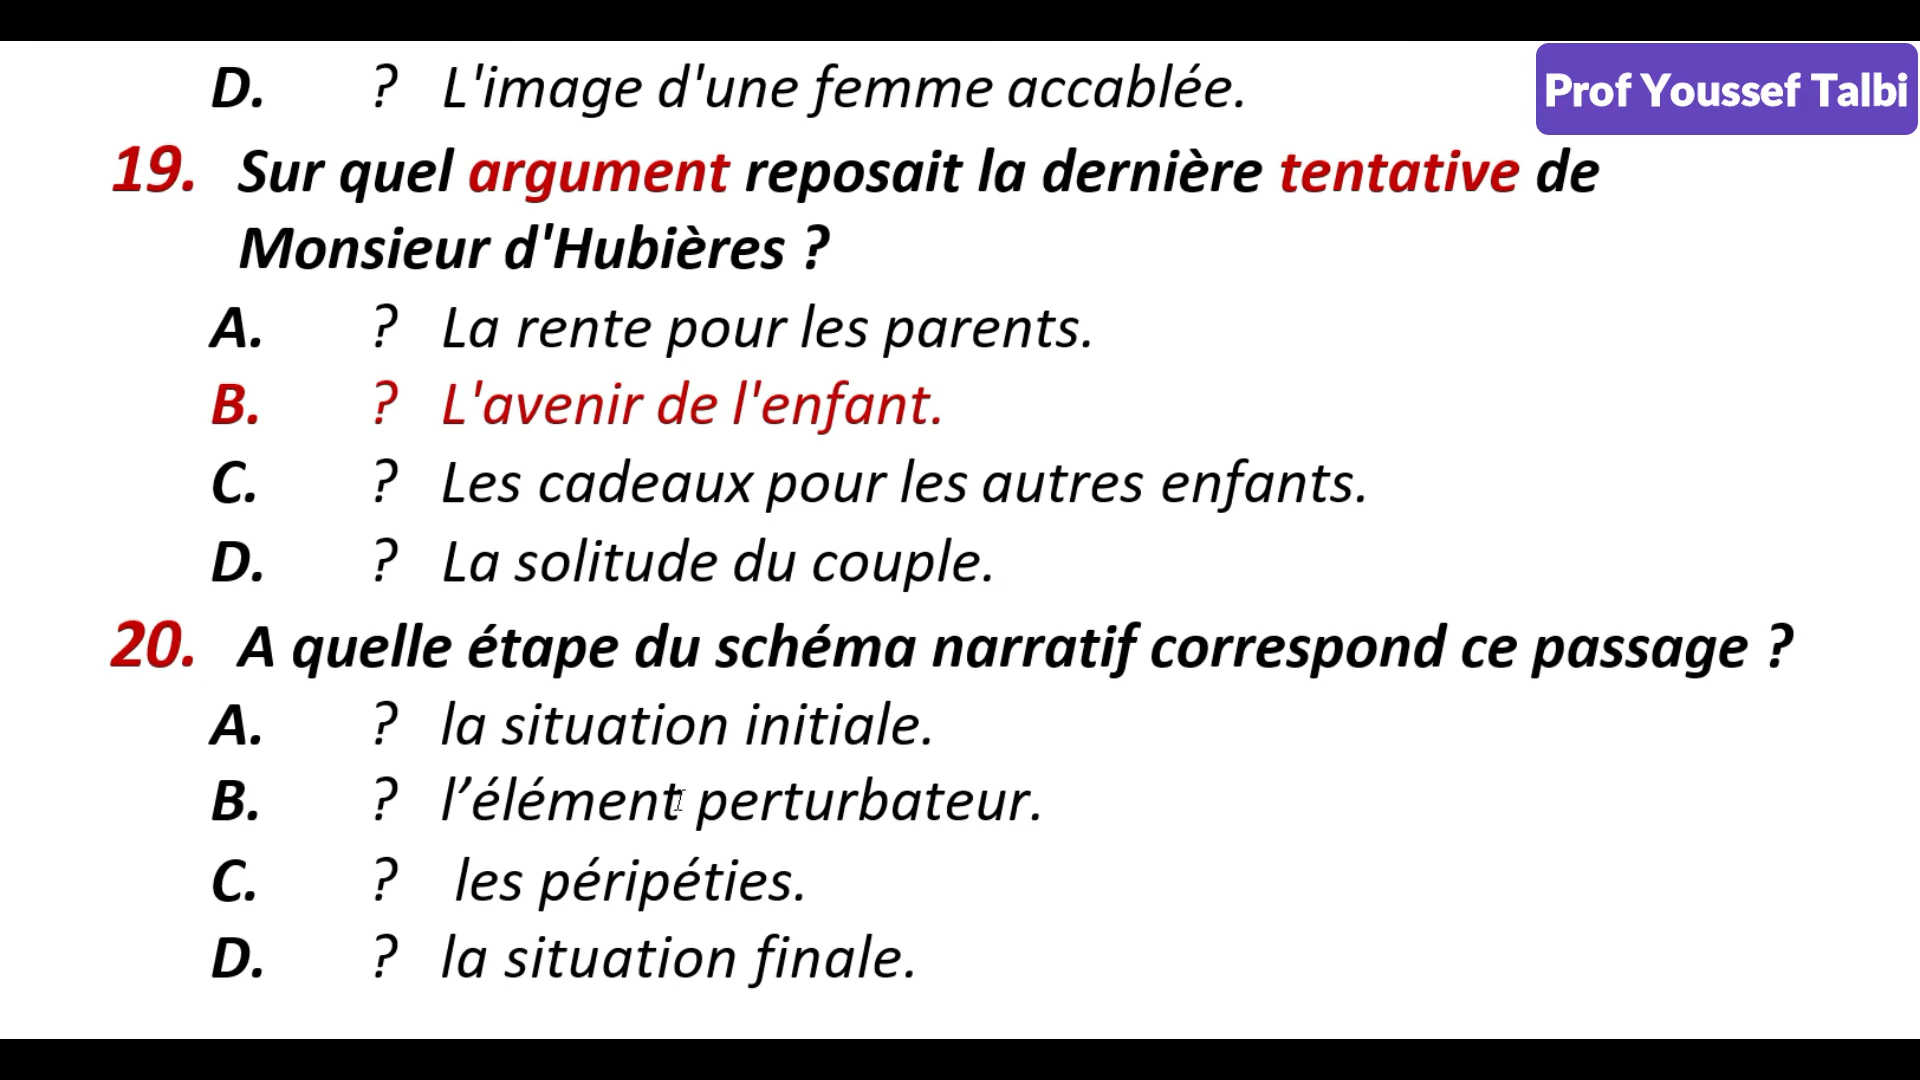 D. ? L'image d'une femme accablée.
Prof Youssef Talbi
19. Sur quel argument reposait la dernière tentative de
Monsieur d'Hubières ?
A. ? La rente pour les parents.
B. ? L'avenir de l'enfant.
C. ? Les cadeaux pour les autres enfants.
D. ? La solitude du couple.
20. A quelle étape du schéma narratif correspond ce passage ?
A. ? la situation initiale.
B. ? l’élément perturbateur.
C. ? les péripéties.
D. ? la situation finale.